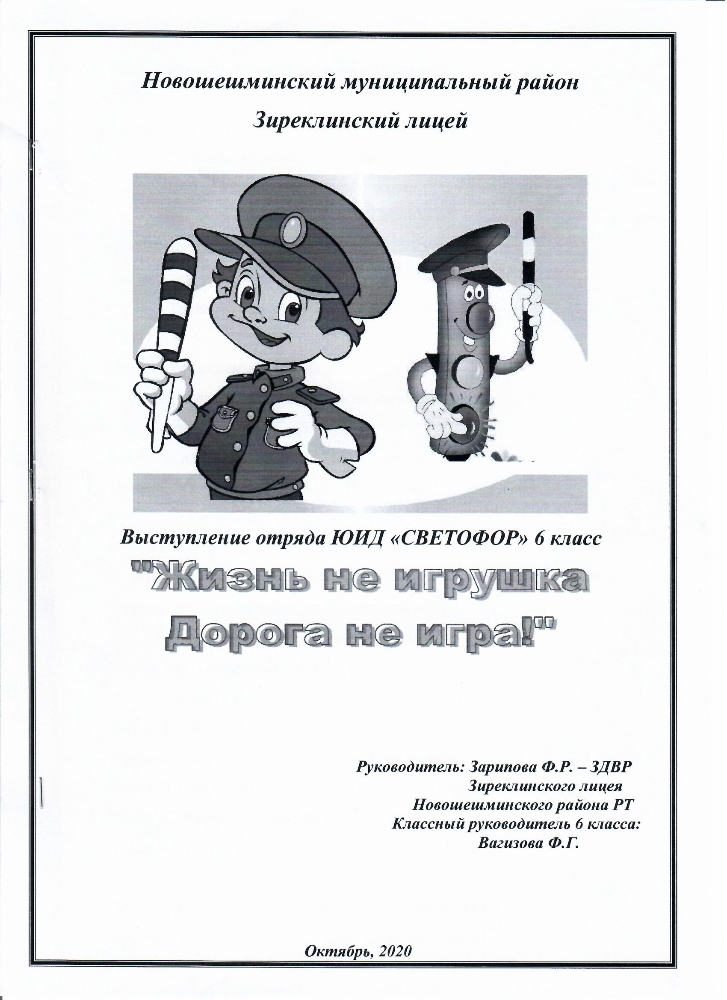 Новошешминский муниципальный район
Зиреклинский лицей
Выступление отряда ЮИД «СВЕТОФОР» 6 класс
"Жизнь не игрушка
Дорога не игра!"
Руководитель: Зарипова Ф.Р. – ЗДВР
Зиреклинского лицея
Новошешминского района РТ
Классный руководитель 6 класса:
Вагизова Ф.Г.
Октябрь, 2020